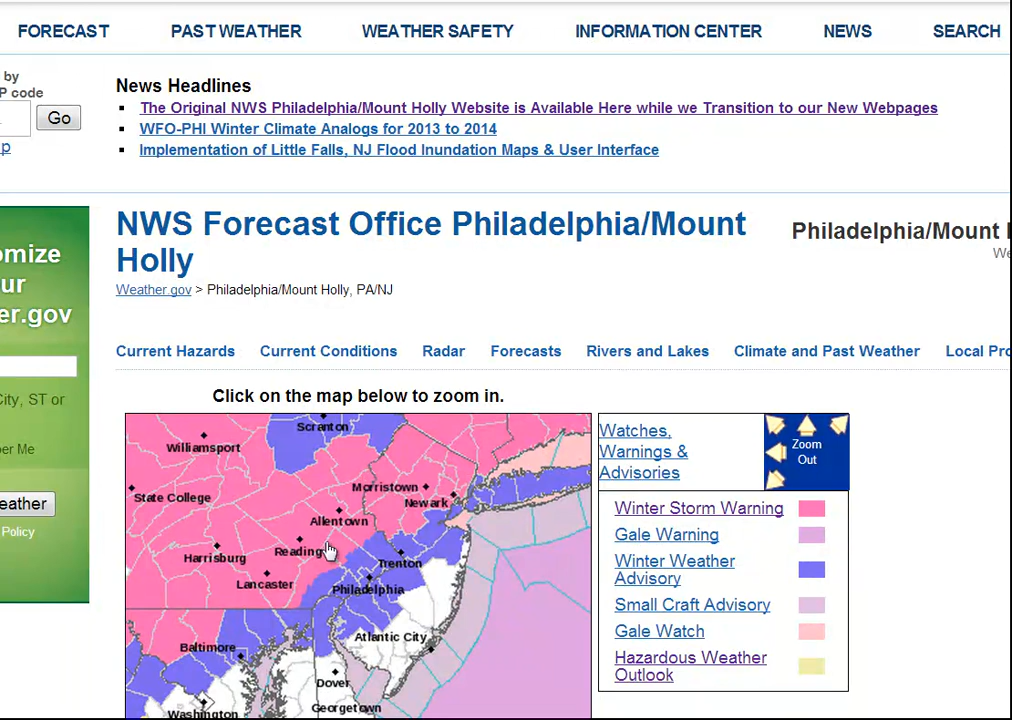 FORECAST PAST WEATHER WEATHER SAFETY INFORMATION CENTER NEWS SEARCH
by
P code
Go
p
News Headlines
The Original NWS Philadelphia/Mount Holly Website is Available Here while we Transition to our New Webpages
WFO-PHI Winter Climate Analogs for 2013 to 2014
Implementation of Little Falls, NJ Flood Inundation Maps & User Interface
omize
ur
er.gov
City, ST or
per Me
eather
Policy
NWS Forecast Office Philadelphia/Mount
Holly
Philadelphia/Mount
We
Weather.gov > Philadelphia/Mount Holly, PA/NJ
Current Hazards Current Conditions Radar Forecasts Rivers and Lakes Climate and Past Weather Local Pro
Click on the map below to zoom in.
Scranton
Williamsport
State College
Morristown
Newark
Allentown
Harrisburg
Reading
Lancaster
Trenton
Philadelphia
Baltimore
Atlantic City
Dover
Georgetown
Washington
Watches,
Warnings &
Advisories
Zoom
Out
Winter Storm Warning
Gale Warning
Winter Weather
Advisory
Small Craft Advisory
Gale Watch
Hazardous Weather
Outlook